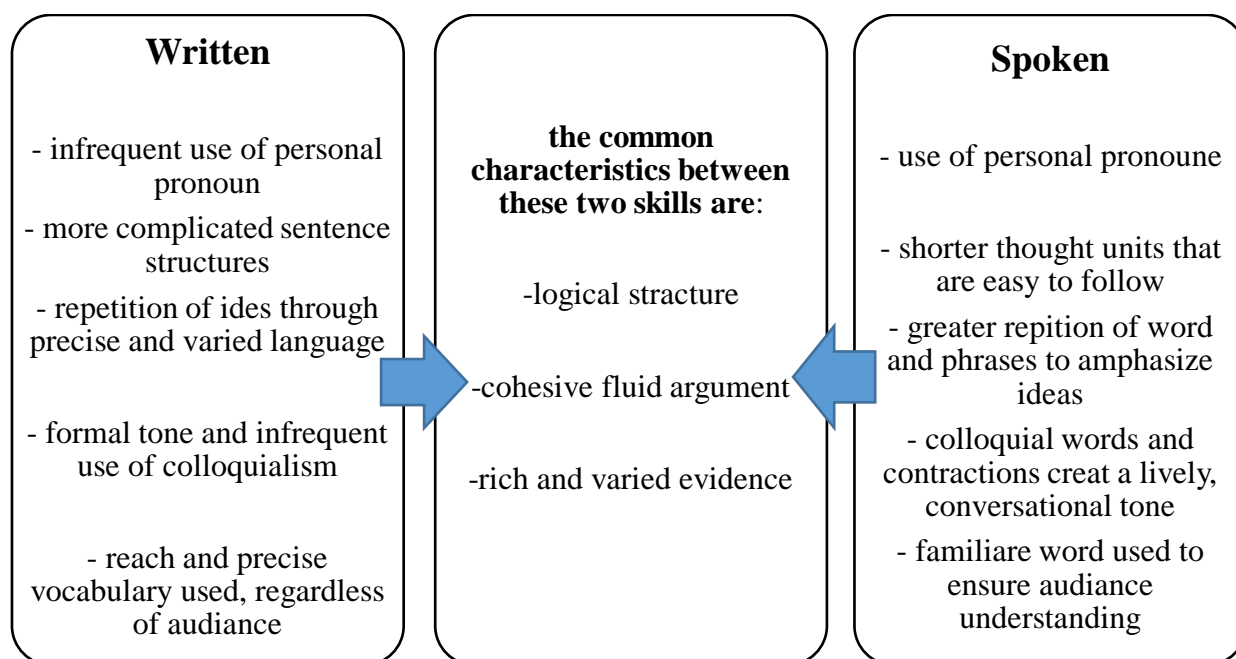 Written
- infrequent use of personal
pronoun
- more complicated sentence
structures
- repetition of ides through
precise and varied language
- formal tone and infrequent
use of colloquialism
- reach and precise
vocabulary used, regardless
of audiance
the common
characteristics between
these two skills are:
-logical stracture
-cohesive fluid argument
-rich and varied evidence
Spoken
- use of personal pronoune
- shorter thought units that
are easy to follow
- greater repition of word
and phrases to amphasize
ideas
- colloquial words and
contractions creat a lively,
conversational tone
- familiare word used to
ensure audiance
understanding